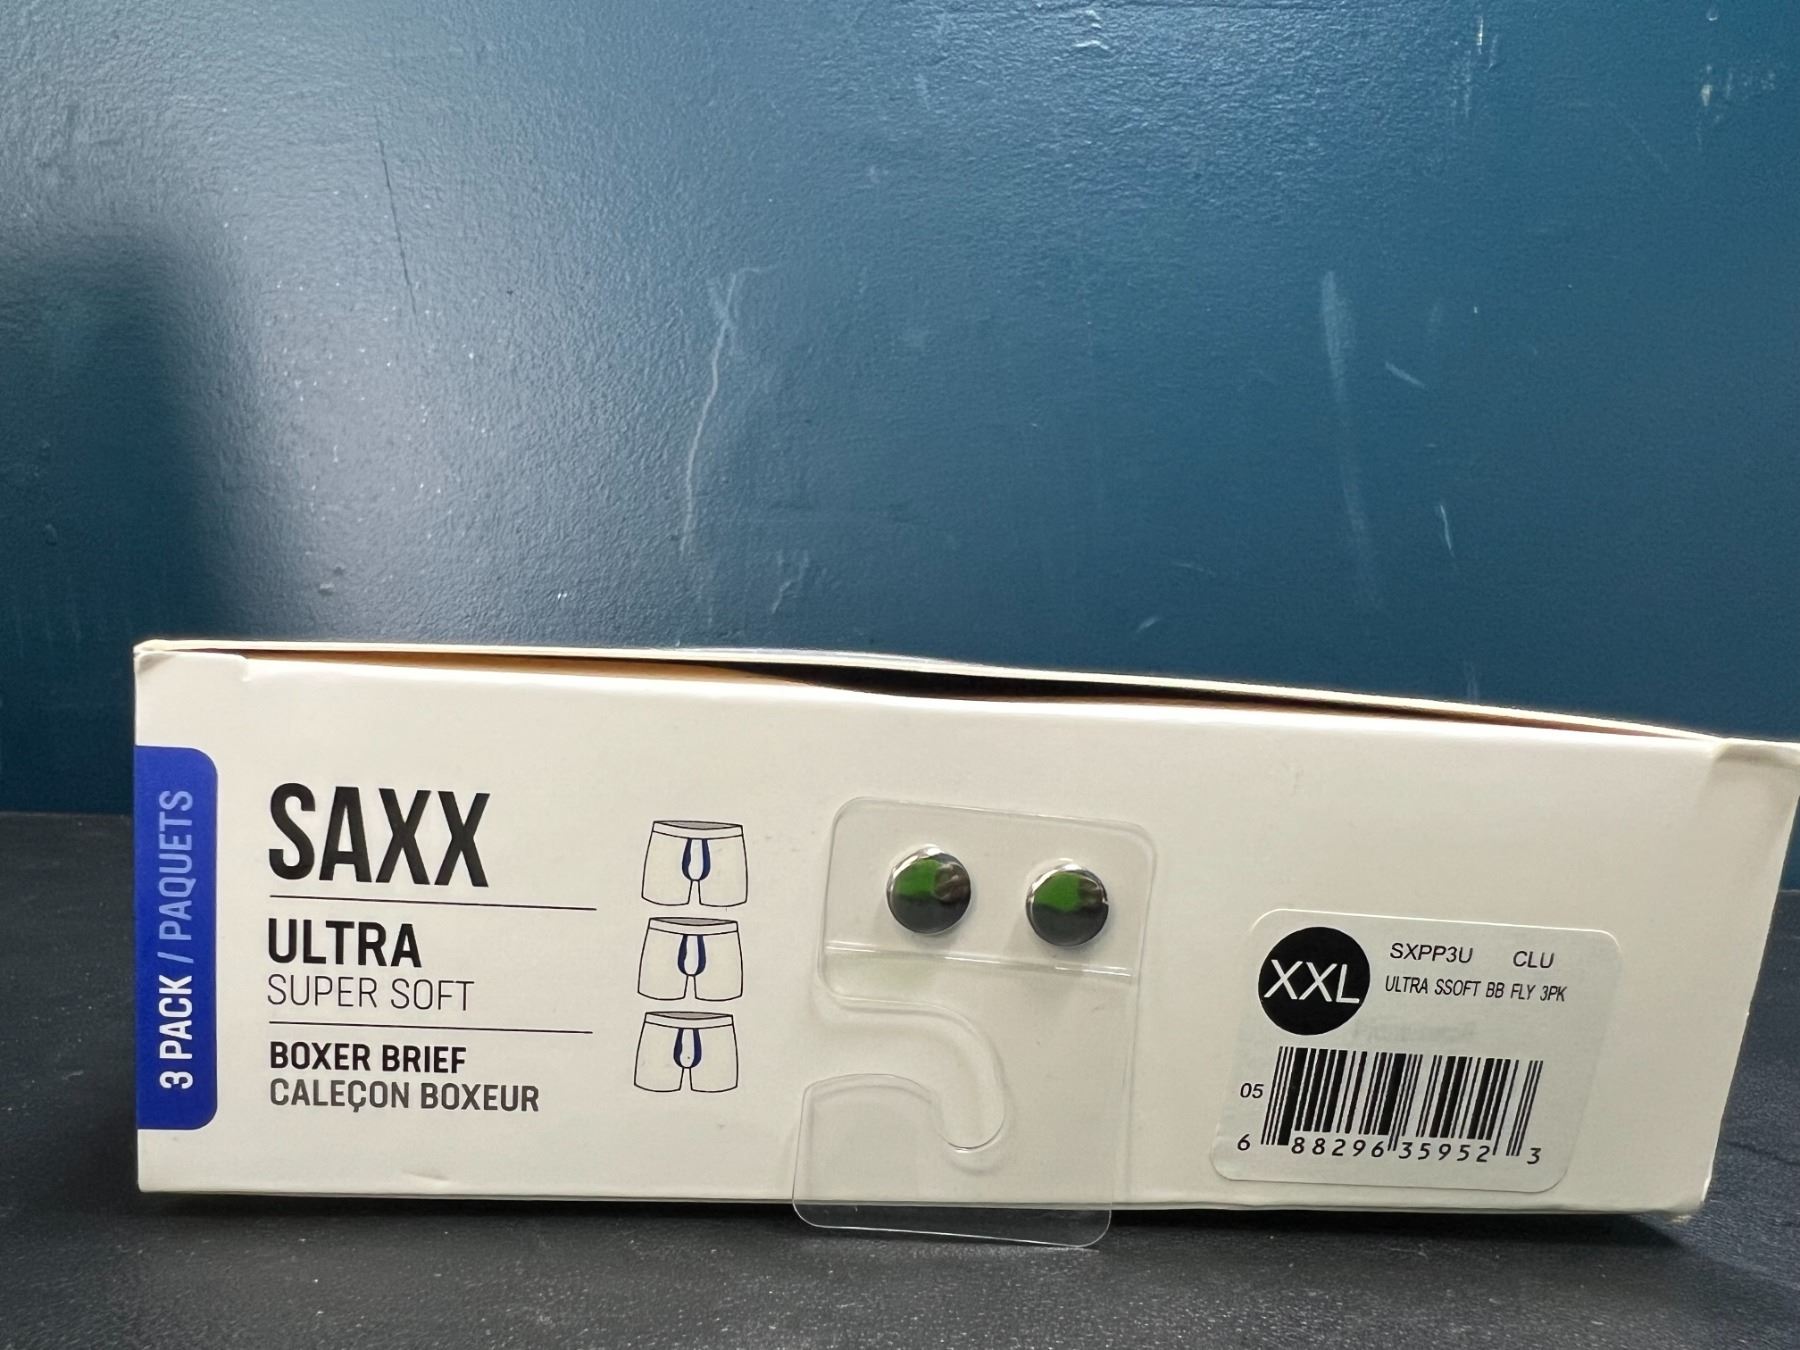 3 PACK / PAQUETS
SAXX
ULTRA
SUPER SOFT
BOXER BRIEF
CALEÇON BOXEUR
XXL
SXPP3U CLU
ULTRA SSOFT BB FLY 3PK
05
6 88296 35952 3